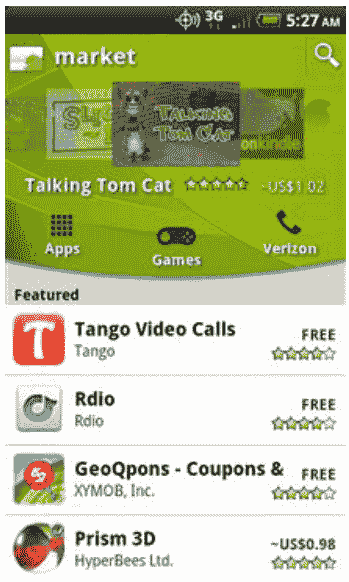 3G 5:27 AM
market
TALKING
TOM CAT
Talking Tom Cat ~US$1.02
Apps
Games
Verizon
Featured
Tango Video Calls
FREE
Tango
Rdio
FREE
Rdio
GeoQpons - Coupons &
FREE
XYMOB, Inc.
Prism 3D
~US$0.98
HyperBees Ltd.